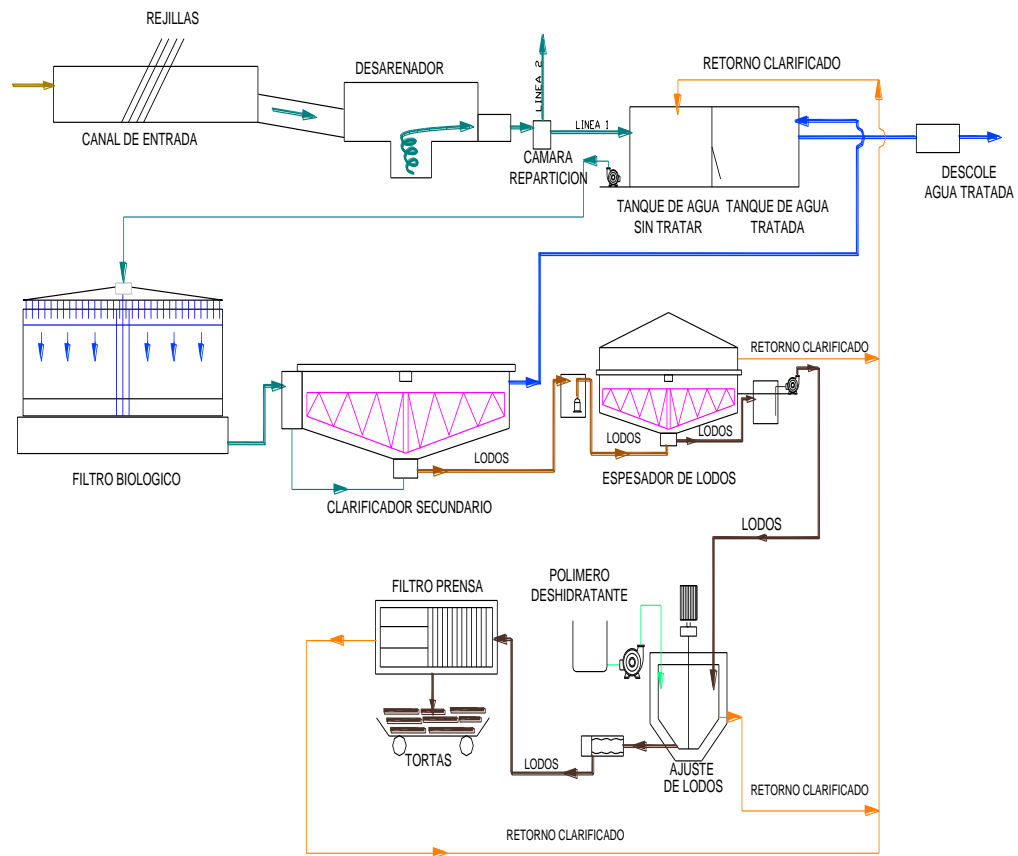 REJILLAS
CANAL DE ENTRADA
DESARENADOR
LINEA 2
LINEA 1
CAMARA
REPARTICION
RETORNO CLARIFICADO
TANQUE DE AGUA
SIN TRATAR
TANQUE DE AGUA
TRATADA
DESCOLE
AGUA TRATADA
FILTRO BIOLOGICO
CLARIFICADOR SECUNDARIO
LODOS
LODOS
LODOS
ESPESADOR DE LODOS
RETORNO CLARIFICADO
LODOS
POLIMERO
DESHIDRATANTE
FILTRO PRENSA
TORTAS
LODOS
AJUSTE
DE LODOS
RETORNO CLARIFICADO
RETORNO CLARIFICADO